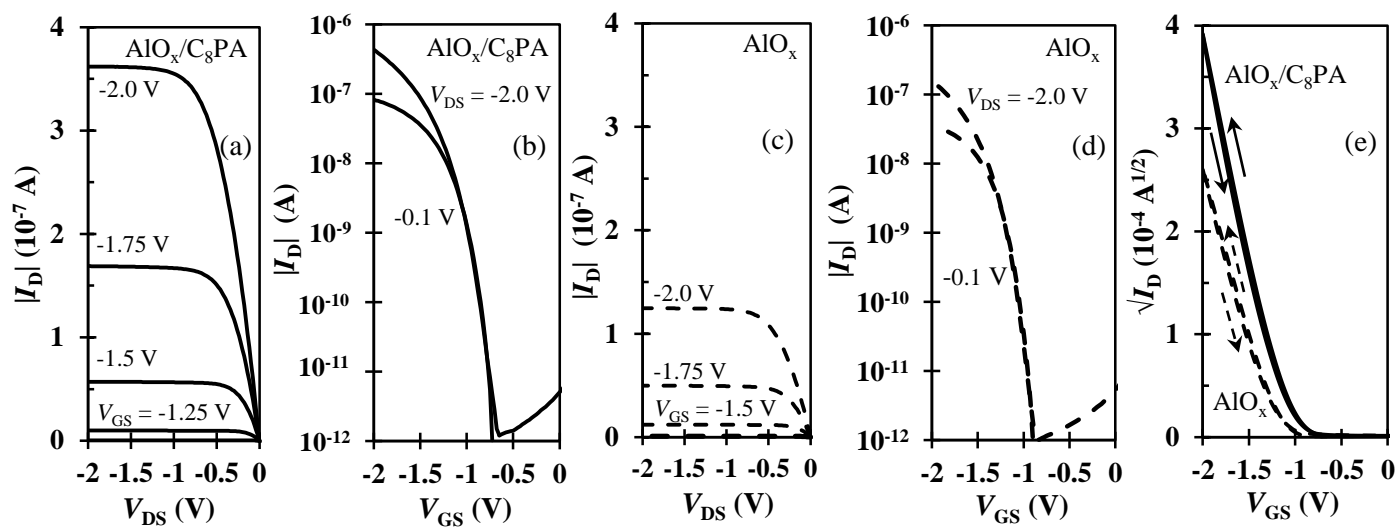 AlOx/C8PA
-2.0 V
(a)
-1.75 V
-1.5 V
VGS = -1.25 V
4
3
2
1
0
|ID| (10-7 A)
-2 -1.5 -1 -0.5 0
VDS (V)
AlOx/C8PA
VDS = -2.0 V
(b)
-0.1 V
10-6
10-7
10-8
10-9
10-10
10-11
10-12
|ID| (A)
-2 -1.5 -1 -0.5 0
VGS (V)
AlOx
(c)
-2.0 V
-1.75 V
VGS = -1.5 V
4
3
2
1
0
|ID| (10-7 A)
-2 -1.5 -1 -0.5 0
VDS (V)
AlOx
VDS = -2.0 V
(d)
-0.1 V
10-6
10-7
10-8
10-9
10-10
10-11
10-12
|ID| (A)
-2 -1.5 -1 -0.5 0
VGS (V)
AlOx/C8PA
(e)
AlOx
4
3
2
1
0
√ID (10-4 A1/2)
-2 -1.5 -1 -0.5 0
VGS (V)